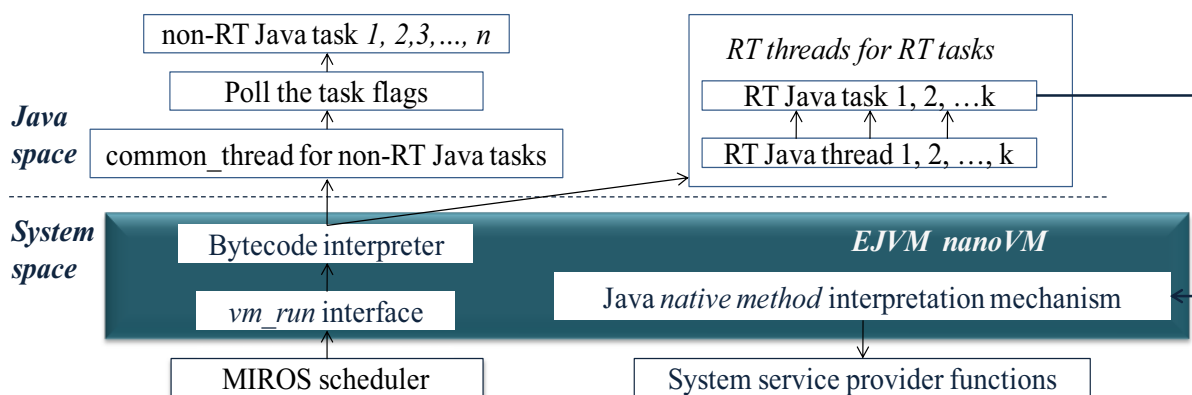 non-RT Java task 1, 2,3,..., n
Poll the task flags
common_thread for non-RT Java tasks
Java
space
RT threads for RT tasks
RT Java task 1, 2, …k
RT Java thread 1, 2, …, k
System
space
Bytecode interpreter
vm_run interface
MIROS scheduler
EJVM nanoVM
Java native method interpretation mechanism
System service provider functions